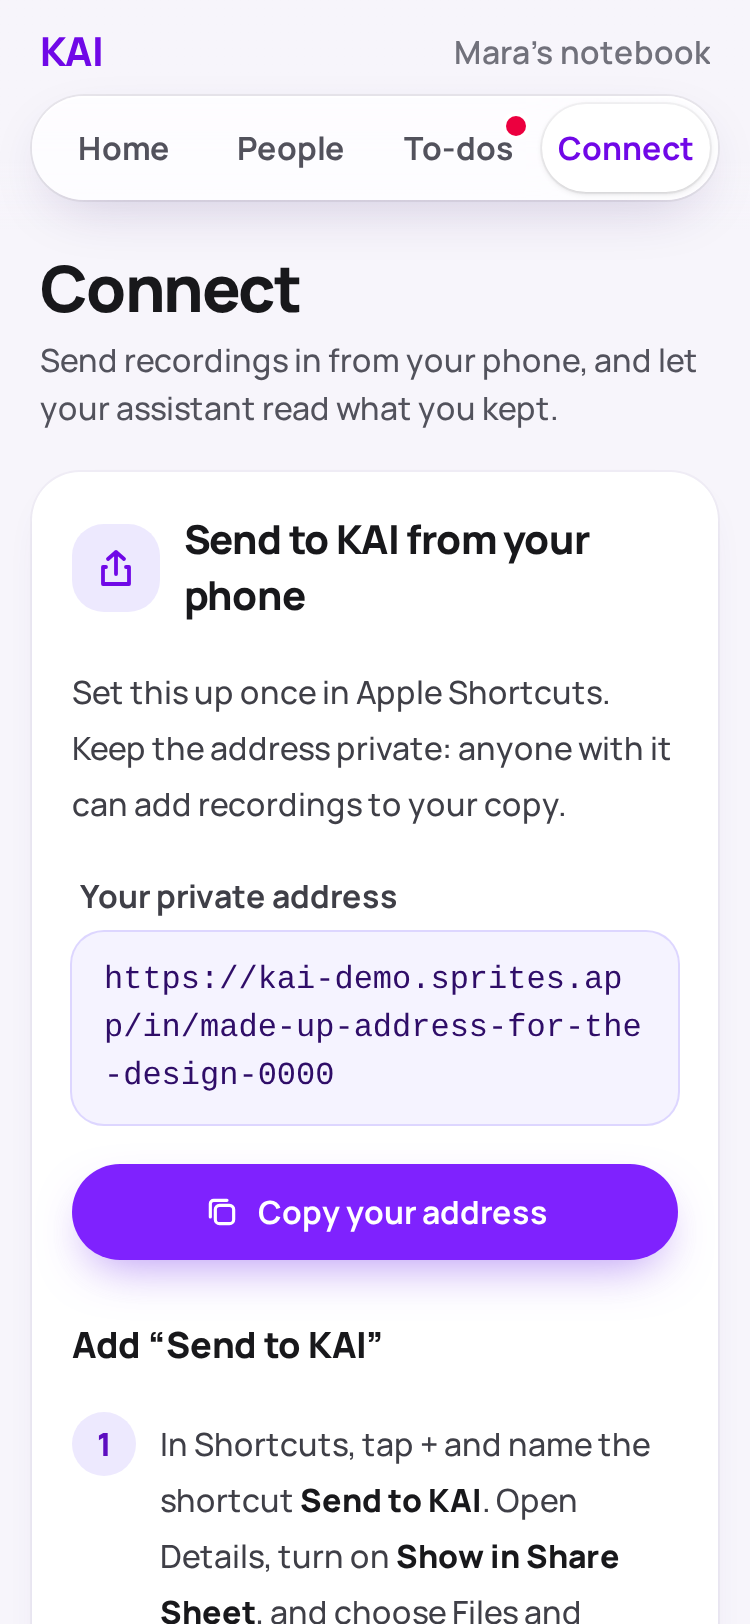 KAI
Mara's notebook
Home People To-dos Connect
Connect
Send recordings in from your phone, and let
your assistant read what you kept.
Send to KAI from your
phone
Set this up once in Apple Shortcuts.
Keep the address private: anyone with it
can add recordings to your copy.
Your private address
https://kai-demo.sprites.ap
p/in/made-up-address-for-the
-design-0000
Copy your address
Add “Send to KAI”
1
In Shortcuts, tap + and name the
shortcut Send to KAI. Open
Details, turn on Show in Share
Sheet, and choose Files and